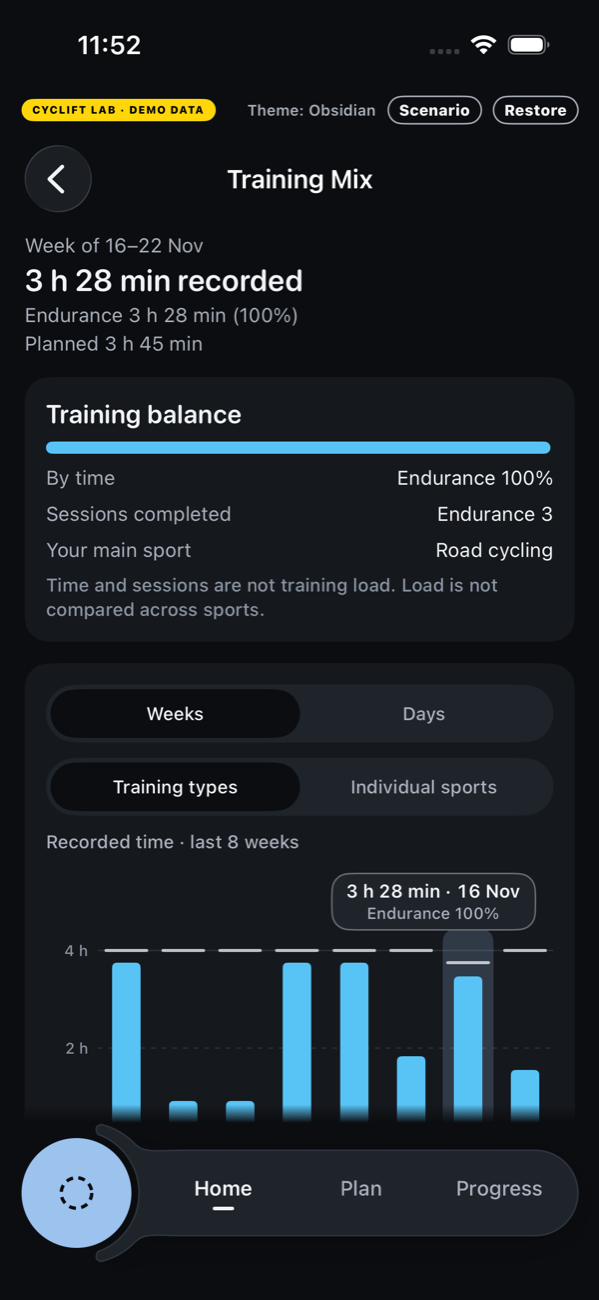 11:52
CYCLIFT LAB · DEMO DATA
Theme: Obsidian
Scenario
Restore
Training Mix
Week of 16–22 Nov
3 h 28 min recorded
Endurance 3 h 28 min (100%)
Planned 3 h 45 min
Training balance
By time Endurance 100%
Sessions completed Endurance 3
Your main sport Road cycling
Time and sessions are not training load. Load is not
compared across sports.
Weeks Days
Training types Individual sports
Recorded time · last 8 weeks
3 h 28 min · 16 Nov
Endurance 100%
4 h
2 h
Home Plan Progress